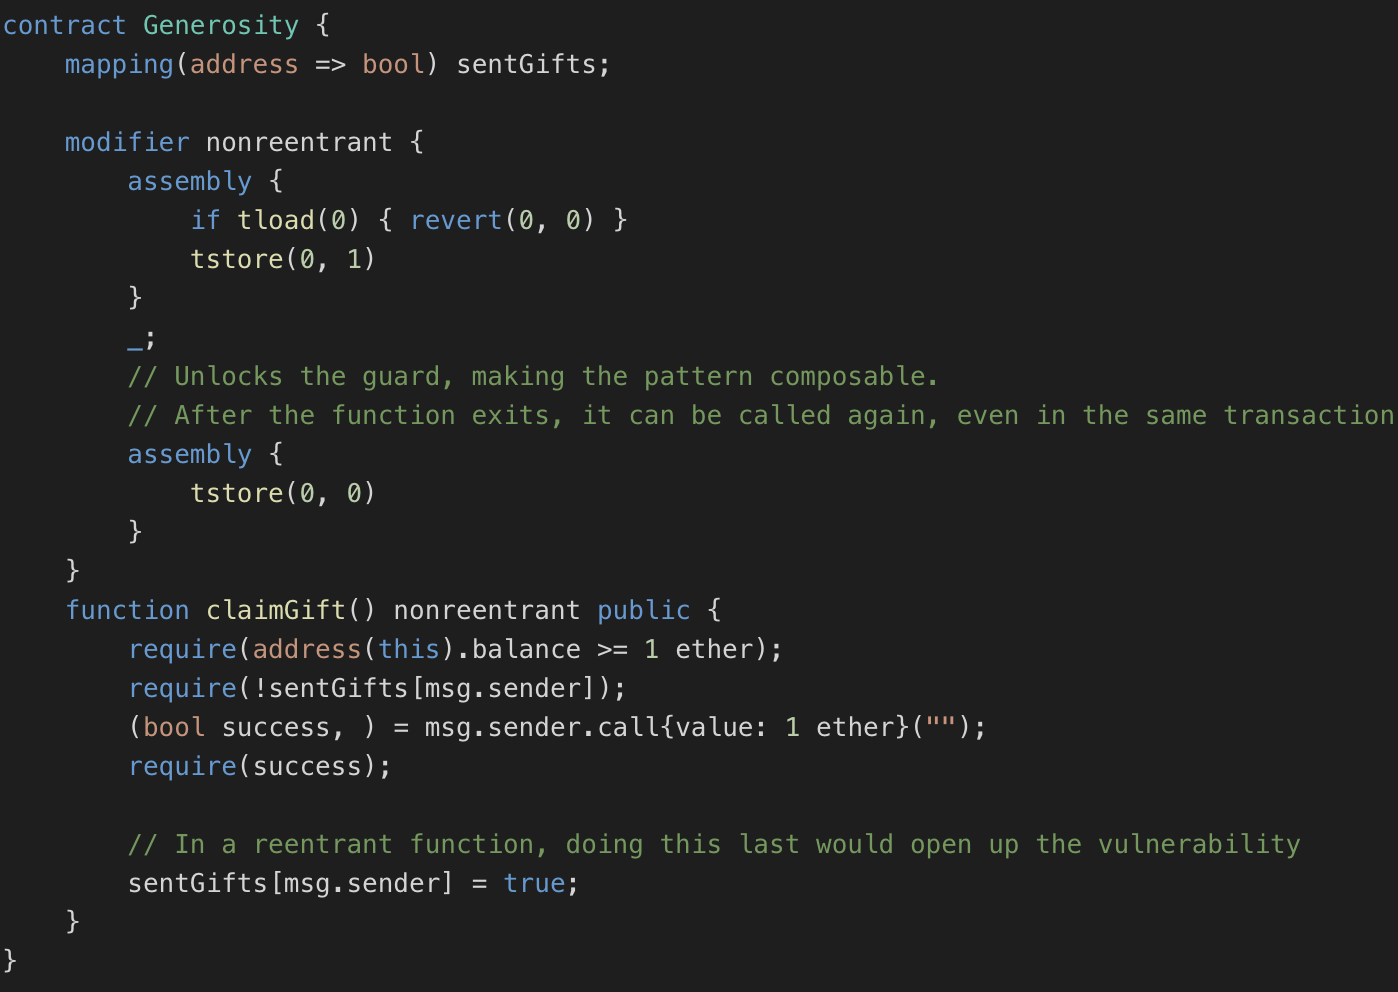 contract Generosity {
    mapping(address => bool) sentGifts;

    modifier nonreentrant {
        assembly {
            if tload(0) { revert(0, 0) }
            tstore(0, 1)
        }
        _;
        // Unlocks the guard, making the pattern composable.
        // After the function exits, it can be called again, even in the same transaction
        assembly {
            tstore(0, 0)
        }
    }
    function claimGift() nonreentrant public {
        require(address(this).balance >= 1 ether);
        require(!sentGifts[msg.sender]);
        (bool success, ) = msg.sender.call{value: 1 ether}("");
        require(success);

        // In a reentrant function, doing this last would open up the vulnerability
        sentGifts[msg.sender] = true;
    }
}